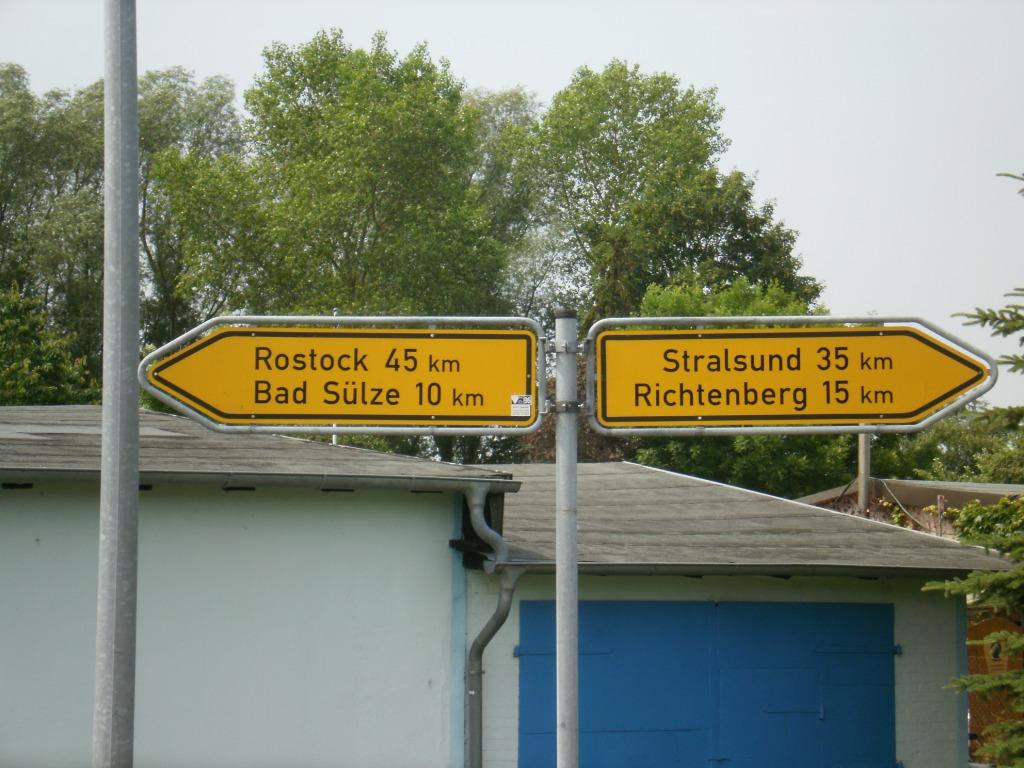 Rostock 45 km
Bad Sülze 10 km
Stralsund 35 km
Richtenberg 15 km